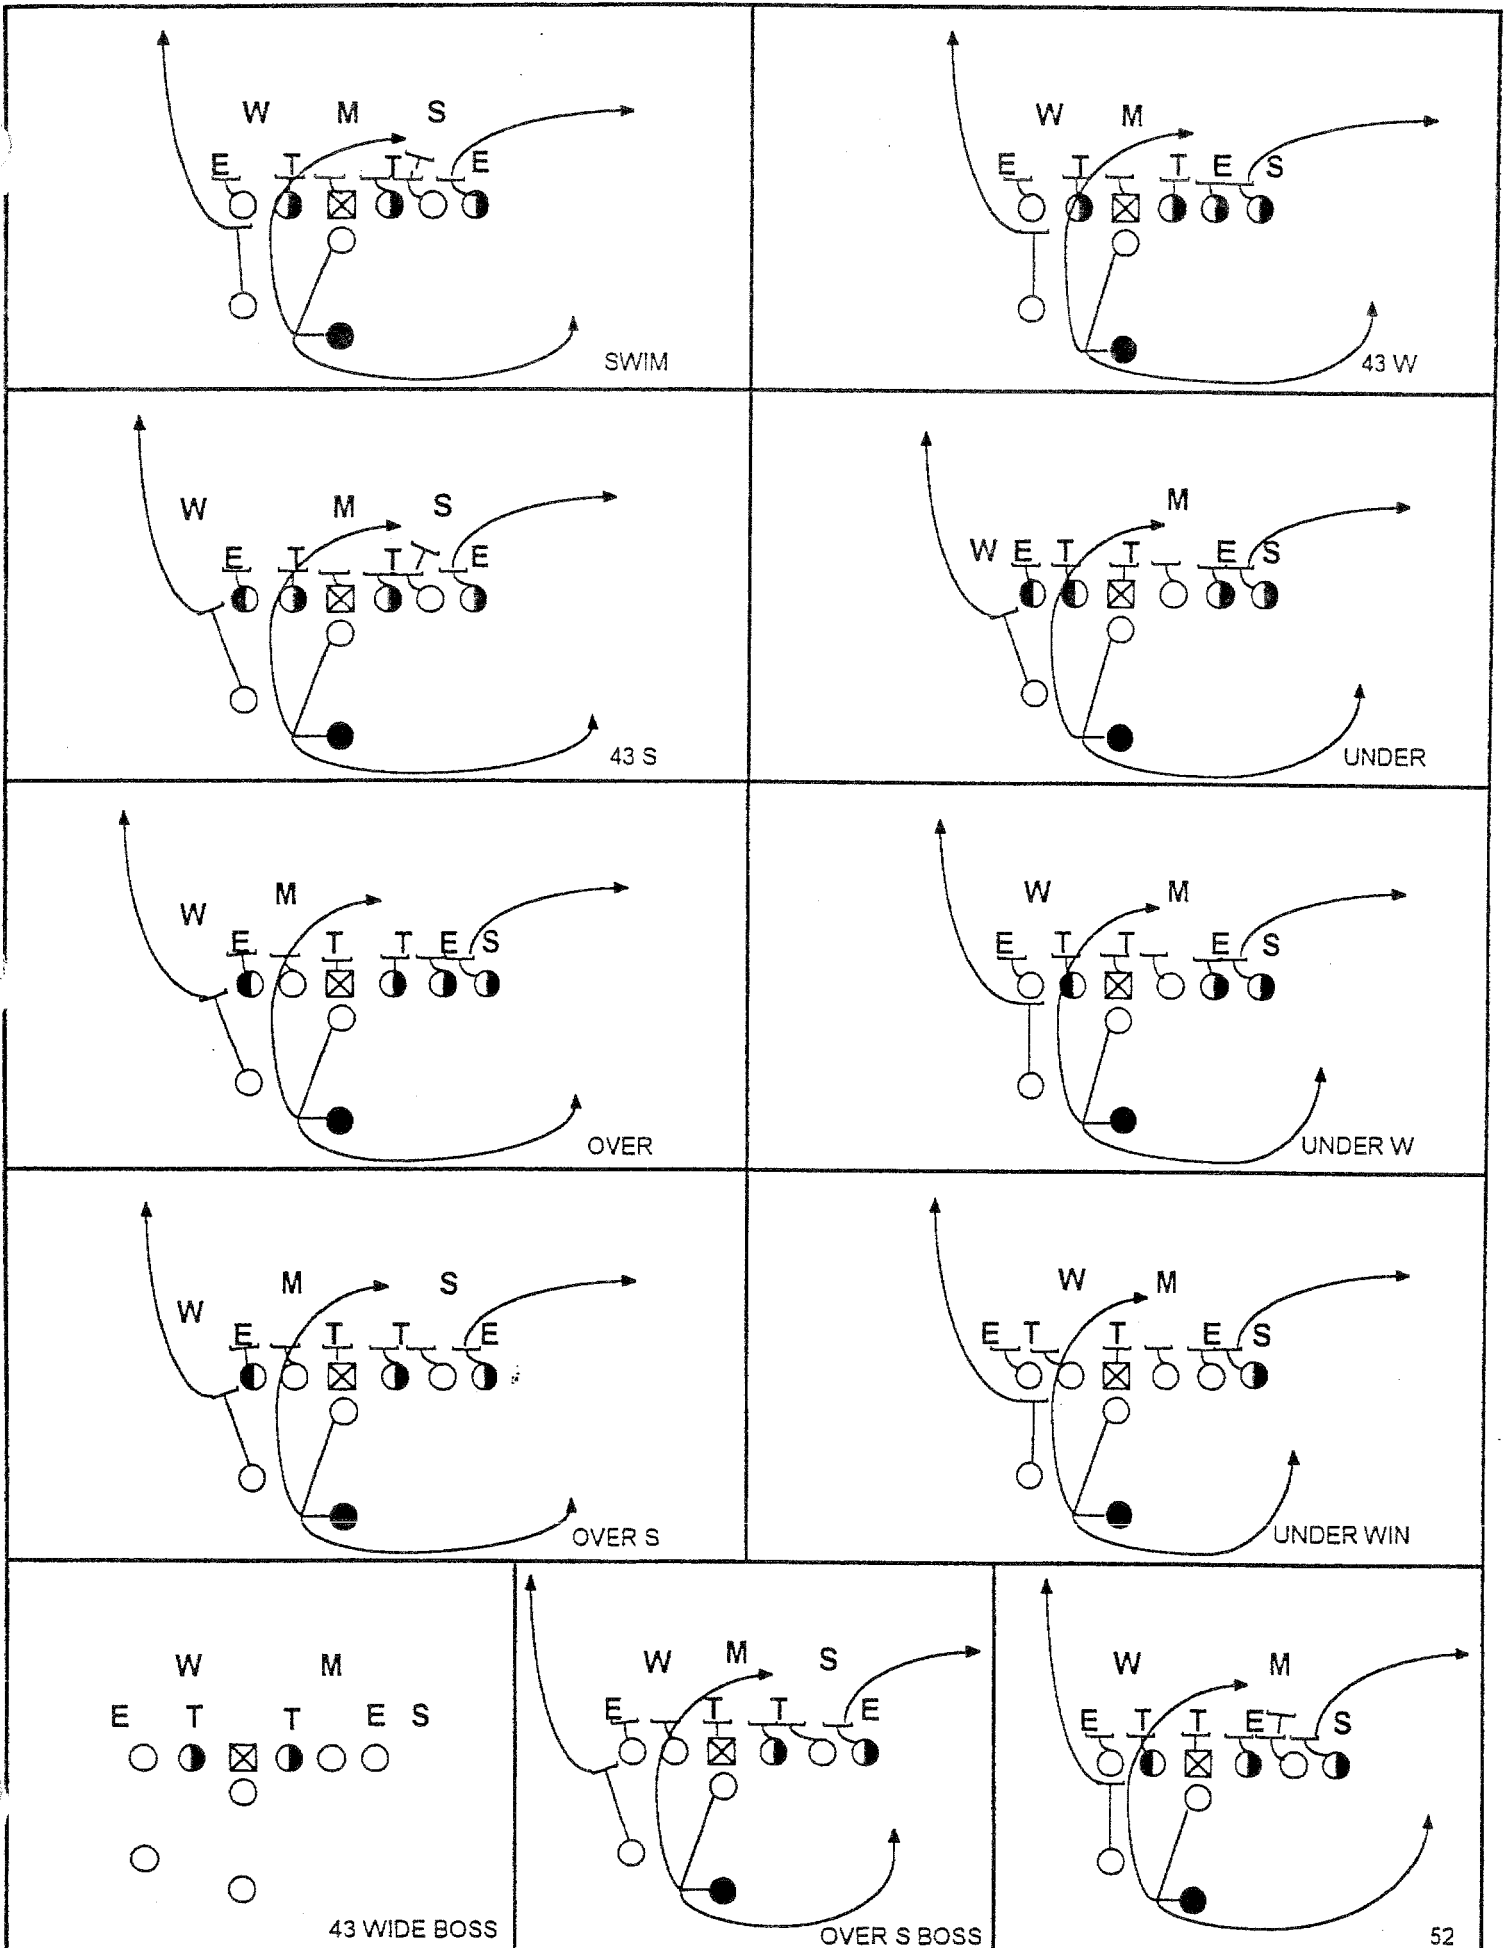 W M S
E T T E
SWIM
W M
E T T E S
43 W
W M S
E T T E
43 S
M
W E T T E S
UNDER
M
W
E T T E S
OVER
W M
E T T E S
UNDER W
M S
W
E T T E
OVER S
W M
E T T E S
UNDER WIN
W M
E T T E S
43 WIDE BOSS
W M S
E T T E
OVER S BOSS
W M
E T T E S
52